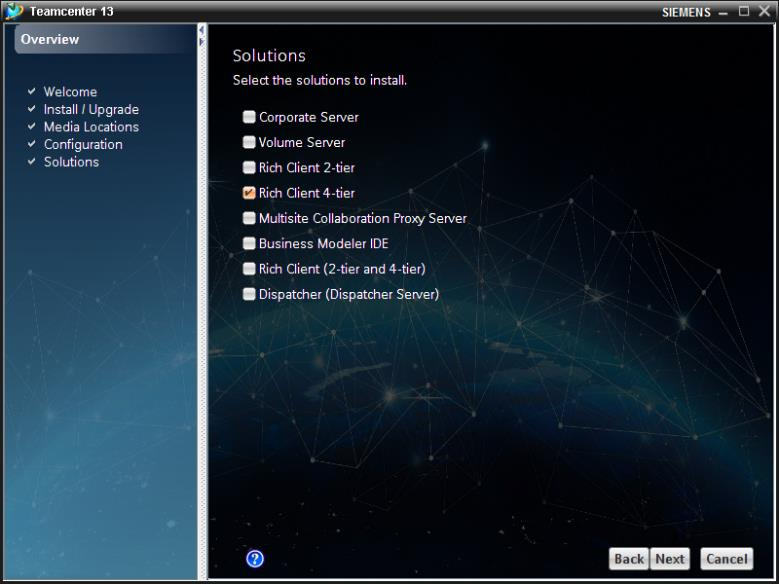 Teamcenter 13
SIEMENS
Overview
Welcome
Install / Upgrade
Media Locations
Configuration
Solutions
Solutions
Select the solutions to install.
Corporate Server
Volume Server
Rich Client 2-tier
Rich Client 4-tier
Multisite Collaboration Proxy Server
Business Modeler IDE
Rich Client (2-tier and 4-tier)
Dispatcher (Dispatcher Server)
?
Back Next Cancel